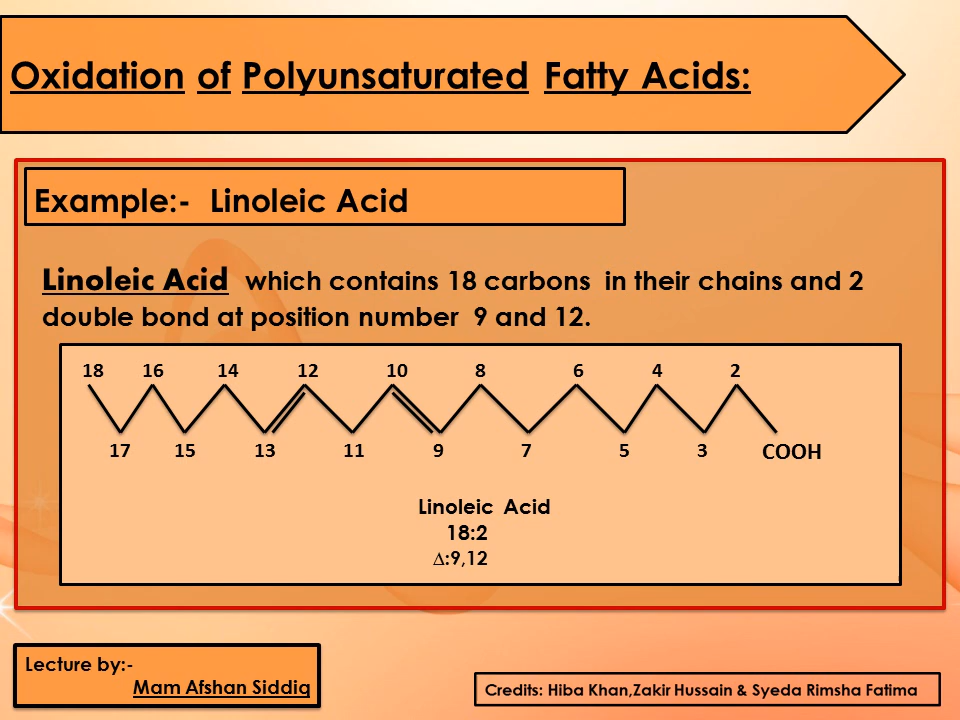 Oxidation of Polyunsaturated Fatty Acids:
Example:- Linoleic Acid
Linoleic Acid which contains 18 carbons in their chains and 2
double bond at position number 9 and 12.
18 16 14 12 10 8 6 4 2
17 15 13 11 9 7 5 3 COOH
Linoleic Acid
18:2
∆:9,12
Lecture by:-
Mam Afshan Siddiq
Credits: Hiba Khan,Zakir Hussain & Syeda Rimsha Fatima